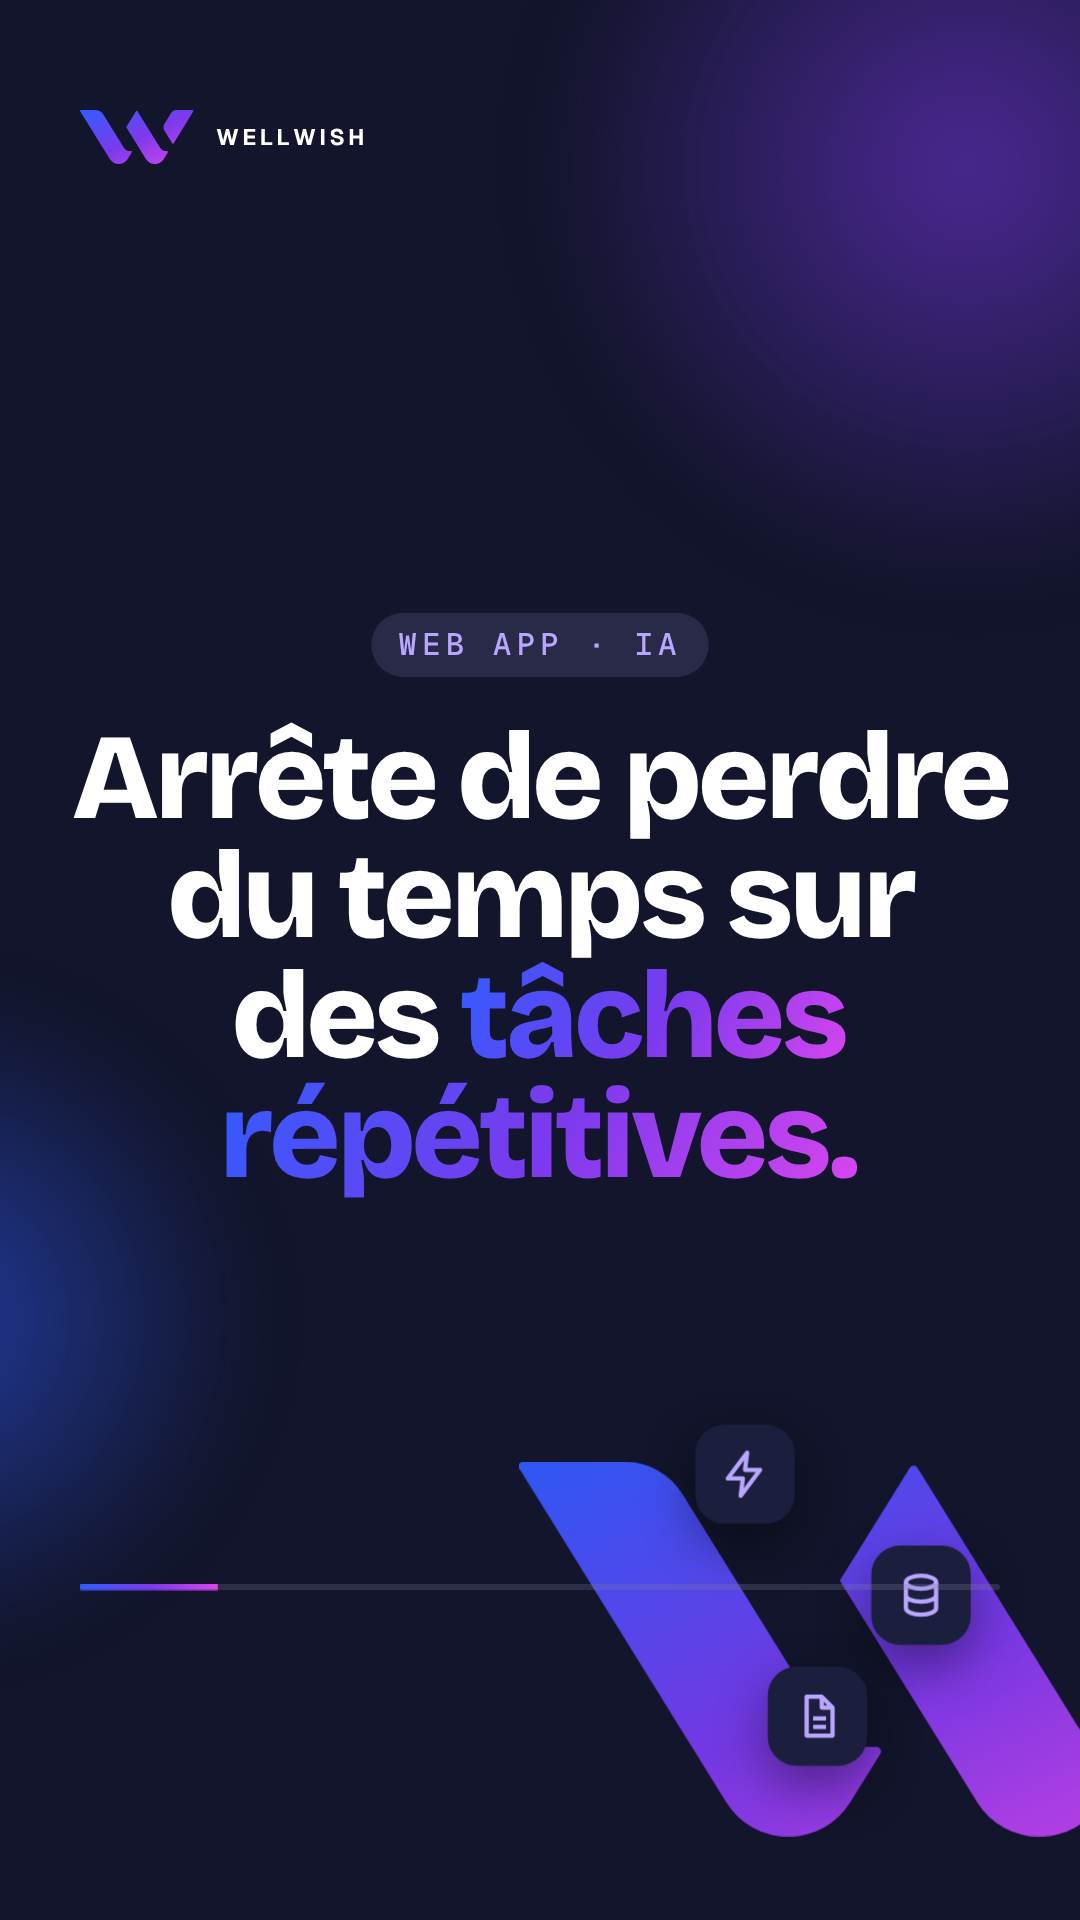 WELLWISH
WEB APP · IA
Arrête de perdre
du temps sur
des tâches
répétitives.